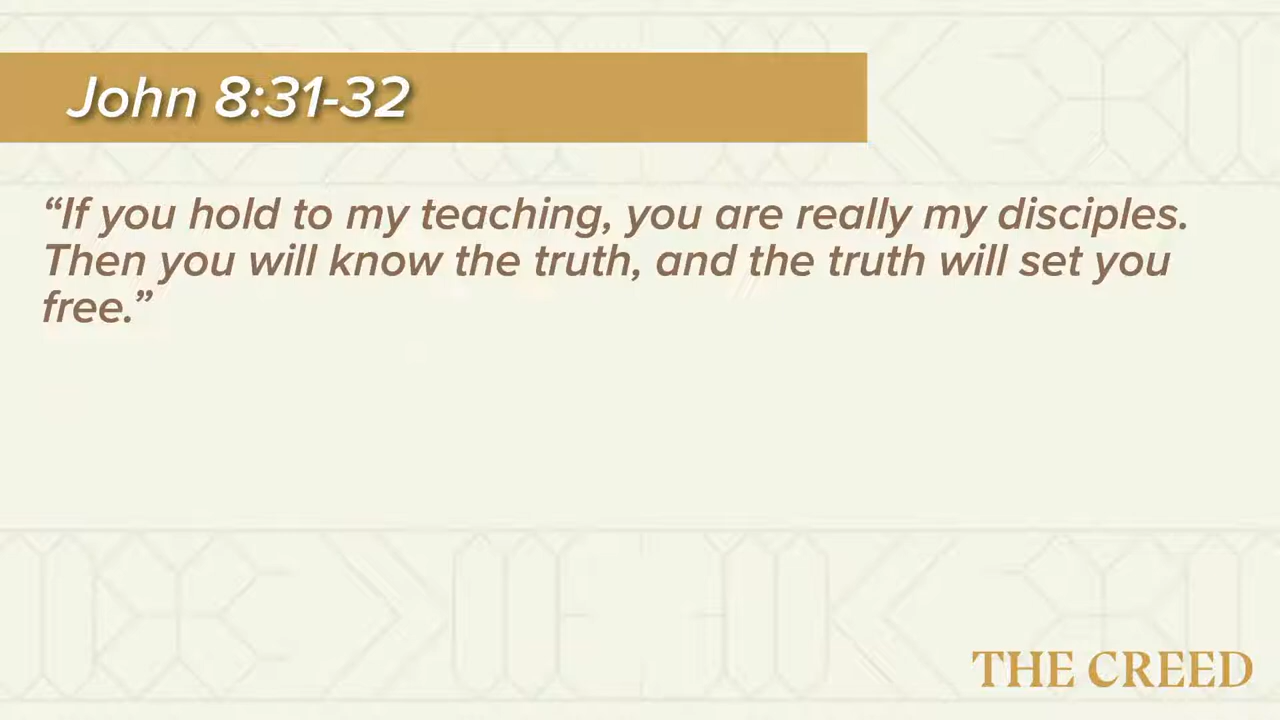 John 8:31-32
“If you hold to my teaching, you are really my disciples.
Then you will know the truth, and the truth will set you
free.”
THE CREED